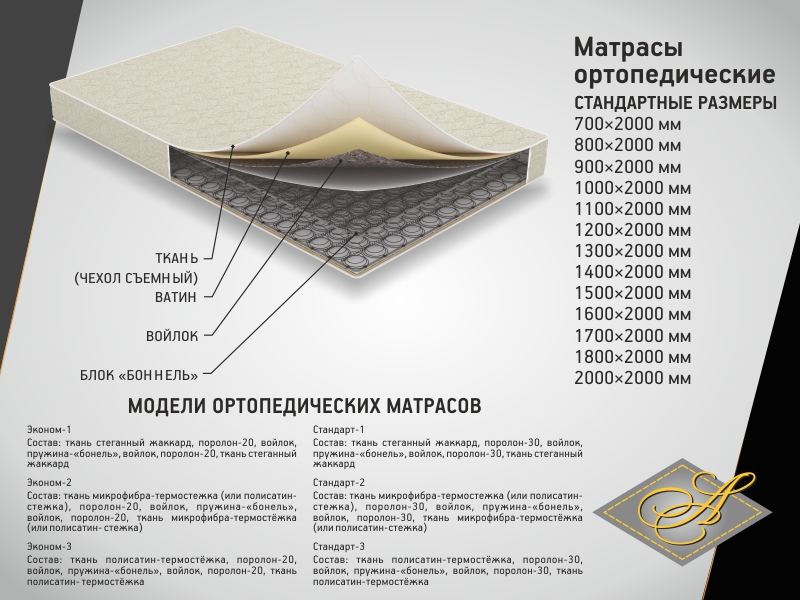 Матрасы
ортопедические
СТАНДАРТНЫЕ РАЗМЕРЫ
700×2000 мм
800×2000 мм
900×2000 мм
1000×2000 мм
1100×2000 мм
1200×2000 мм
1300×2000 мм
1400×2000 мм
1500×2000 мм
1600×2000 мм
1700×2000 мм
1800×2000 мм
2000×2000 мм
ТКАНЬ
(ЧЕХОЛ СЪЕМНЫЙ)
ВАТИН
ВОЙЛОК
БЛОК «БОННЕЛЬ»
МОДЕЛИ ОРТОПЕДИЧЕСКИХ МАТРАСОВ
Эконом-1
Состав: ткань стеганный жаккард, поролон-20, войлок,
пружина-«бонель», войлок, поролон-20, ткань стеганный
жаккард
Эконом-2
Состав: ткань микрофибра-термостежка (или полисатин-
стежка), поролон-20, войлок, пружина-«бонель»,
войлок, поролон-20, ткань микрофибра-термостёжка
(или полисатин- стежка)
Эконом-3
Состав: ткань полисатин-термостёжка, поролон-20,
войлок, пружина-«бонель», войлок, поролон-20, ткань
полисатин- термостёжка
Стандарт-1
Состав: ткань стеганный жаккард, поролон-30, войлок,
пружина-«бонель», войлок, поролон-30, ткань стеганный
жаккард
Стандарт-2
Состав: ткань микрофибра-термостежка (или полисатин-
стежка), поролон-30, войлок, пружина-«бонель»,
войлок, поролон-30, ткань микрофибра-термостёжка
(или полисатин-стежка)
Стандарт-3
Состав: ткань полисатин-термостёжка, поролон-30,
войлок, пружина-«бонель», войлок, поролон-30, ткань
полисатин-термостёжка
А